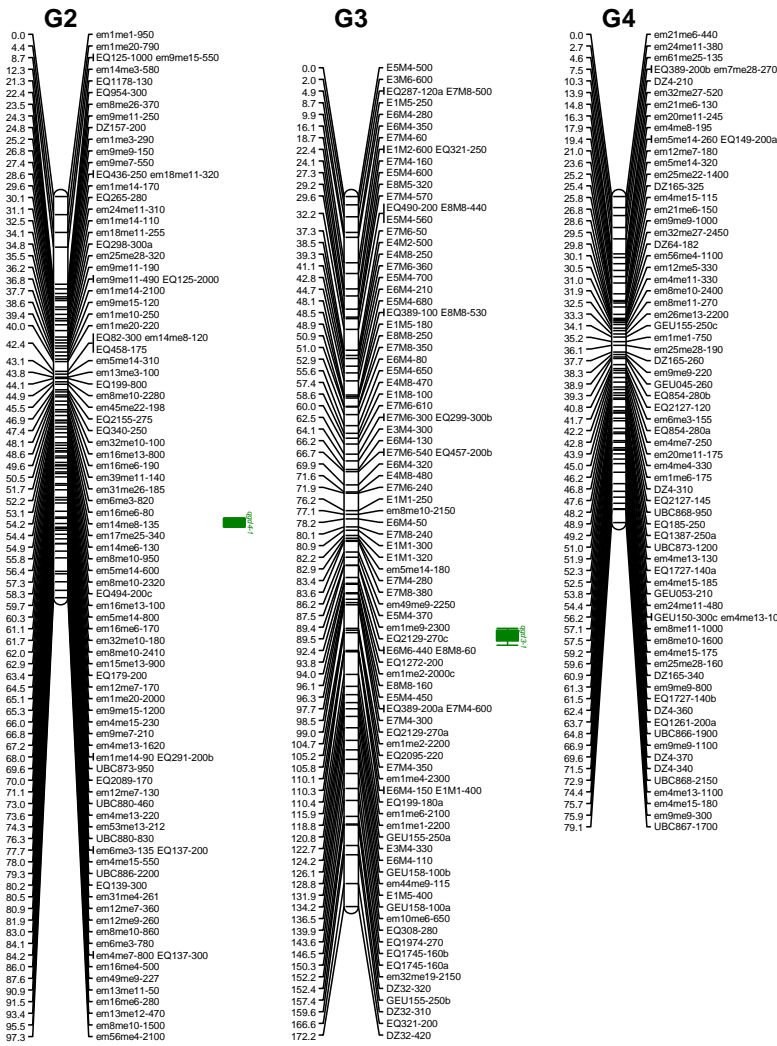 G2
0.0 em1me1-950
4.4 em1me20-790
8.7 EQ125-1000 em9me15-550
12.3 em14me3-580
21.3 EQ1178-130
22.4 EQ954-300
23.5 em8me26-370
24.3 em9me11-250
24.8 DZ157-200
25.2 em1me3-290
26.8 em9me9-150
27.4 em9me7-550
28.6 EQ436-250 em18me11-320
29.6 em1me14-170
30.1 EQ265-280
31.1 em24me11-310
32.5 em1me14-110
34.1 em18me11-255
34.8 EQ298-300a
35.5 em25me28-320
36.2 em9me11-190
36.8 em9me11-490 EQ125-2000
37.7 em1me14-2100
38.6 em9me15-120
39.1 em1me10-250
40.0 em1me20-220
42.4 EQ82-300 em14me8-120
EQ458-175
43.1 em5me14-310
43.8 em13me3-100
44.1 EQ199-800
44.9 em8me10-2280
45.5 em45me22-198
46.9 EQ2155-275
47.4 EQ340-250
48.1 em32me10-100
48.6 em16me13-800
49.6 em16me6-190
50.5 em39me11-140
51.7 em31me26-185
52.2 em6me3-820
53.1 em16me6-80
54.2 em14me8-135
54.4 em17me25-340
54.9 em14me6-130
55.8 em8me10-950
56.4 em5me14-600
57.3 em8me10-2320
58.3 EQ494-200c
59.7 em16me13-100
60.3 em5me14-800
61.1 em16me6-170
61.7 em32me10-180
62.0 em8me10-2410
62.9 em15me13-900
63.4 EQ179-200
64.5 em12me7-170
65.1 em1me20-2000
65.3 em9me15-1200
66.0 em4me15-230
66.8 em9me7-210
67.2 em4me13-1620
68.0 em1me14-90 EQ291-200b
69.6 UBC873-950
70.0 EQ2089-170
71.1 em12me7-130
73.0 UBC880-460
73.6 em4me13-220
74.3 em53me13-212
76.3 UBC880-830
77.7 em6me3-135 EQ137-200
78.0 em4me15-550
79.3 UBC886-2200
80.2 EQ139-300
80.5 em31me4-261
80.9 em12me7-360
81.9 em12me9-260
83.0 em8me10-860
84.1 em6me3-780
84.2 em4me7-800 EQ137-300
86.0 em16me4-500
87.6 em49me9-227
90.9 em13me11-50
91.5 em16me6-280
93.4 em13me12-470
95.5 em8me10-1500
97.3 em56me4-2100
G3
0.0 E5M4-500
2.0 E3M6-600
4.9 EQ287-120a E7M8-500
8.7 E1M5-250
9.9 E6M4-280
16.1 E6M4-350
18.7 E7M4-60
22.4 E1M2-600 EQ321-250
24.1 E7M4-160
27.3 E5M4-600
29.2 E8M5-320
29.6 E7M4-570
32.2 EQ490-200 E8M8-440
E5M4-560
37.3 E7M6-50
38.5 E4M2-500
39.3 E4M8-250
41.1 E7M6-360
42.8 E5M4-700
44.7 E6M4-210
48.1 E5M4-680
48.5 EQ389-100 E8M8-530
48.9 E1M5-180
50.9 E8M8-250
51.0 E7M8-350
52.9 E6M4-80
55.6 E5M4-650
57.4 E4M8-470
58.6 E1M8-100
60.0 E7M6-610
62.5 E7M6-300 EQ299-300b
64.1 E3M4-300
66.2 E6M4-130
66.7 E7M6-540 EQ457-200b
69.9 E6M4-320
71.6 E4M8-480
71.9 E7M6-240
76.2 E1M1-250
77.1 em8me10-2150
78.2 E6M4-50
80.1 E7M8-240
80.9 E1M1-300
82.2 E1M1-320
82.9 em5me14-180
83.4 E7M4-280
83.6 E7M8-380
86.2 em49me9-2250
87.5 E5M4-370
89.4 em1me9-2300
89.5 EQ2129-270c
92.4 E6M6-440 E8M8-60
93.8 EQ1272-200
94.0 em1me2-2000c
96.1 E8M8-160
96.3 E5M4-450
97.7 EQ389-200a E7M4-600
98.5 E7M4-300
99.0 EQ2129-270a
104.7 em1me2-2200
105.2 EQ2095-220
105.8 E7M4-350
110.1 em1me4-2300
110.3 E6M4-150 E1M1-400
110.4 EQ199-180a
115.9 em1me6-2100
118.8 em1me1-2200
120.8 GEU155-250a
122.7 E3M4-330
124.2 E6M4-110
126.1 GEU158-100b
128.8 em44me9-115
131.9 E1M5-400
134.2 GEU158-100a
136.5 em10me6-650
139.9 EQ308-280
143.6 EQ1974-270
146.5 EQ1745-160b
150.3 EQ1745-160a
152.2 em32me19-2150
152.4 DZ32-320
157.4 GEU155-250b
159.6 DZ32-310
166.6 EQ321-200
172.2 DZ32-420
G4
0.0 em21me6-440
2.7 em24me11-380
4.6 em61me25-135
7.5 EQ389-200b em7me28-270
10.3 em4me13-210
13.9 em32me27-520
14.8 em21me6-130
16.3 em20me11-245
17.9 em4me8-195
19.4 em5me14-260 EQ149-200a
21.0 em12me7-180
23.6 em5me14-320
25.2 em25me22-1400
25.4 DZ165-325
25.8 em4me15-115
26.8 em21me6-150
28.6 em9me9-1000
29.5 em32me27-2450
29.8 DZ64-182
30.1 em56me4-1100
30.5 em12me5-330
31.0 em4me11-330
31.9 em8me10-2400
32.5 em8me11-270
33.3 em26me13-2200
34.1 GEU155-250c
35.2 em1me1-750
36.1 em25me28-190
37.7 DZ165-260
38.3 em9me9-220
38.9 GEU045-260
39.3 EQ854-280b
40.8 EQ2127-120
41.7 em6me3-155
42.2 EQ854-280a
42.8 em4me7-250
43.9 em20me11-175
45.0 em4me4-330
46.2 em1me6-175
46.8 DZ4-310
47.6 EQ2127-145
48.2 UBC868-950
48.9 EQ185-250
49.2 EQ1387-250a
51.0 UBC873-1200
51.9 em4me13-130
52.3 EQ1727-140a
52.6 em4me15-185
53.8 GEU053-210
54.4 em24me11-480
56.2 GEU150-300c em4me13-10
57.1 em8me11-1000
57.5 em8me10-1600
59.2 em4me15-175
59.6 em25me28-160
60.9 DZ165-340
61.3 em9me9-800
61.5 EQ1727-140b
62.4 DZ4-360
63.7 EQ1261-200a
64.8 UBC866-1900
66.9 em9me9-1100
69.6 DZ4-370
71.5 DZ4-340
72.9 UBC868-2150
74.4 em4me13-1100
75.7 em4me15-180
75.9 em9me9-300
79.1 UBC867-1700